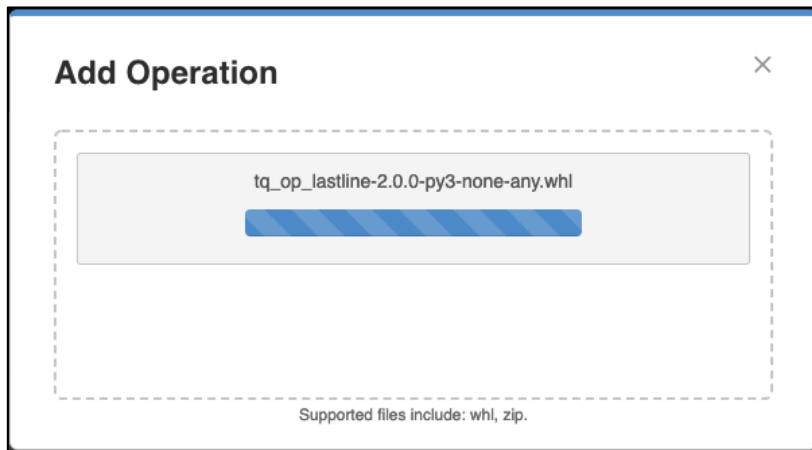 Add Operation
tq_op_lastline-2.0.0-py3-none-any.whl
Supported files include: whl, zip.